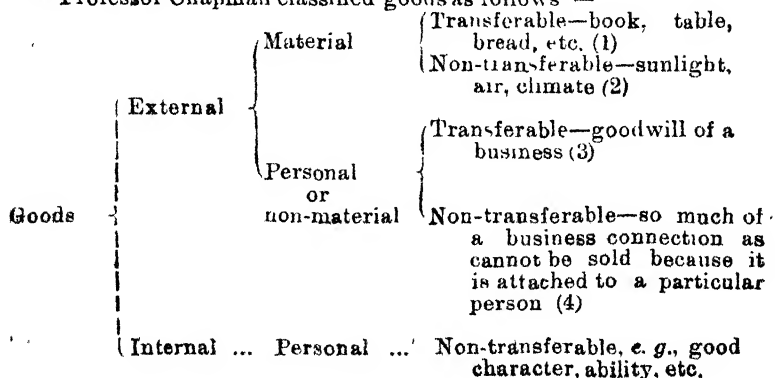 Professor Chapman classified goods as follows —
Transferable—book, table,
bread, etc. (1)
Material
Non-transferable—sunlight,
air, climate (2)
External
Transferable—goodwill of a
business (3)
Personal
or
non-material
Goods
Non-transferable—so much of
a business connection as
cannot be sold because it
is attached to a particular
person (4)
Internal ... Personal ... Non-transferable, e. g., good
character, ability, etc.